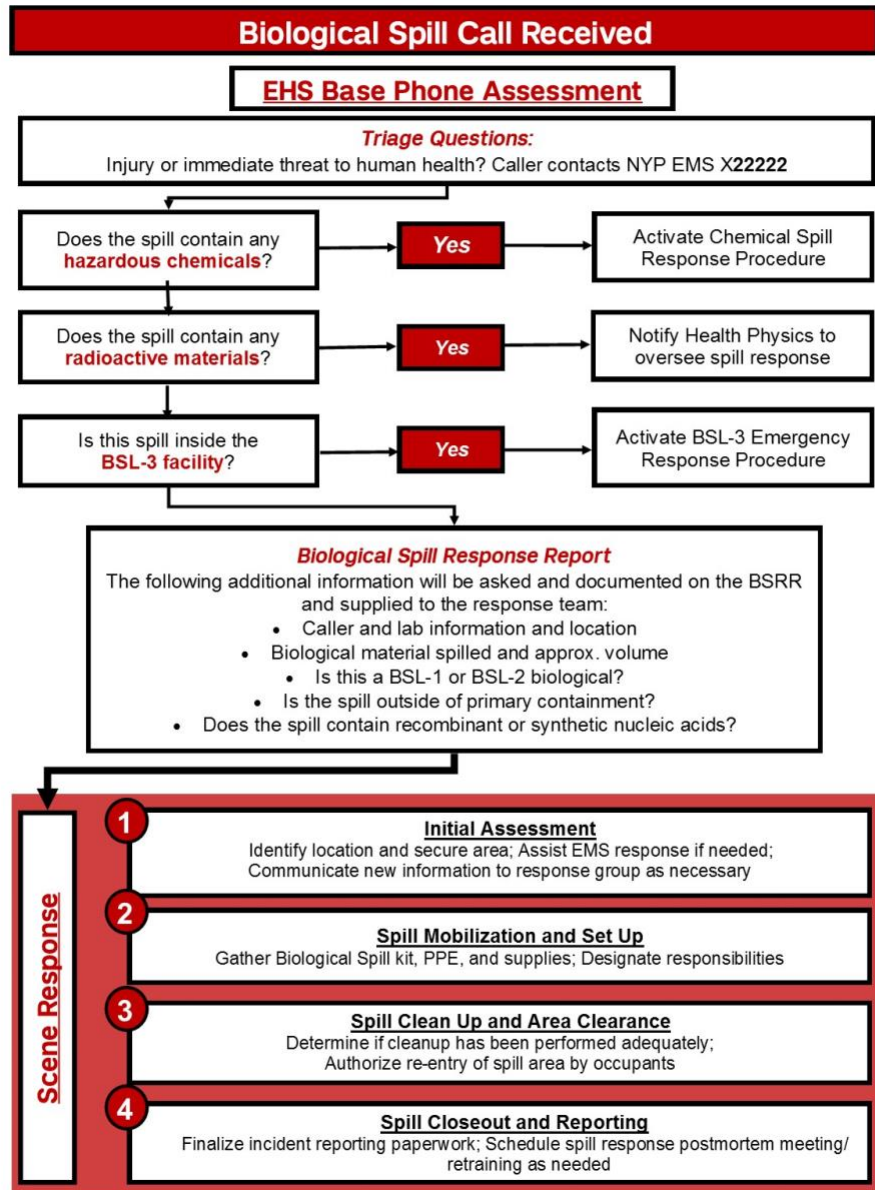 Biological Spill Call Received
EHS Base Phone Assessment
Triage Questions:
Injury or immediate threat to human health? Caller contacts NYP EMS X22222
Does the spill contain any
hazardous chemicals?
Yes
Activate Chemical Spill
Response Procedure
Does the spill contain any
radioactive materials?
Yes
Notify Health Physics to
oversee spill response
Is this spill inside the
BSL-3 facility?
Yes
Activate BSL-3 Emergency
Response Procedure
Biological Spill Response Report
The following additional information will be asked and documented on the BSRR
and supplied to the response team:
• Caller and lab information and location
• Biological material spilled and approx. volume
• Is this a BSL-1 or BSL-2 biological?
• Is the spill outside of primary containment?
• Does the spill contain recombinant or synthetic nucleic acids?
Scene Response
1
Initial Assessment
Identify location and secure area; Assist EMS response if needed;
Communicate new information to response group as necessary
2
Spill Mobilization and Set Up
Gather Biological Spill kit, PPE, and supplies; Designate responsibilities
3
Spill Clean Up and Area Clearance
Determine if cleanup has been performed adequately;
Authorize re-entry of spill area by occupants
4
Spill Closeout and Reporting
Finalize incident reporting paperwork; Schedule spill response postmortem meeting/
retraining as needed